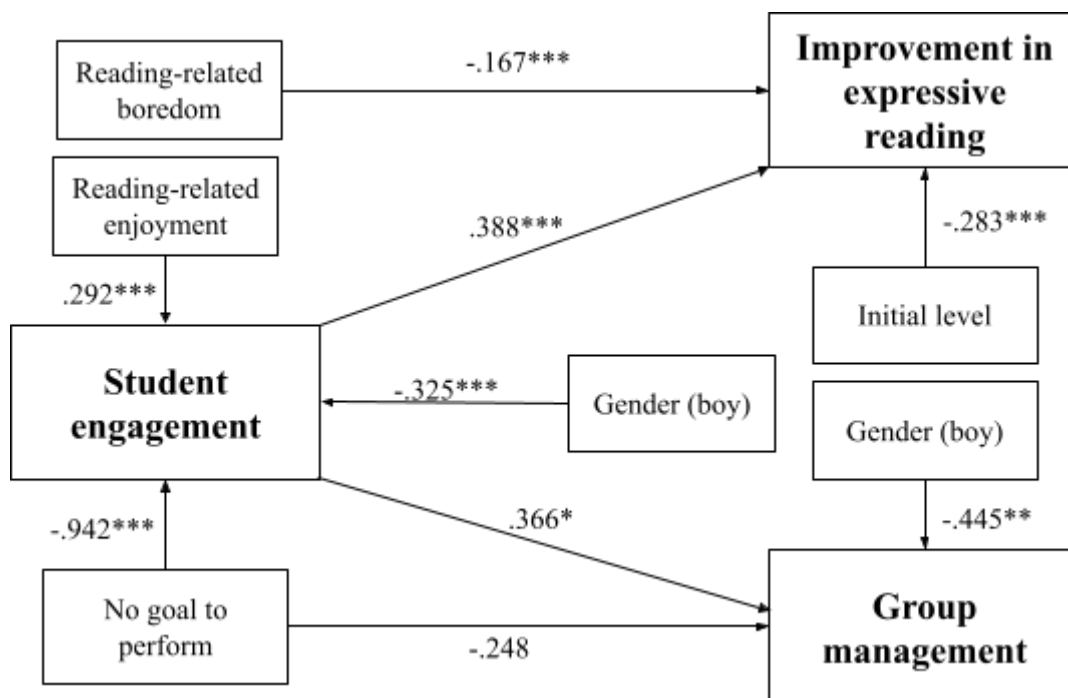 Reading-related
boredom
-.167***
Improvement in
expressive
reading
Reading-related
enjoyment
.388***
-.283***
.292***
Initial level
Student
engagement
-.325***
Gender (boy)
Gender (boy)
-.942***
.366*
-.445**
No goal to
perform
-.248
Group
management